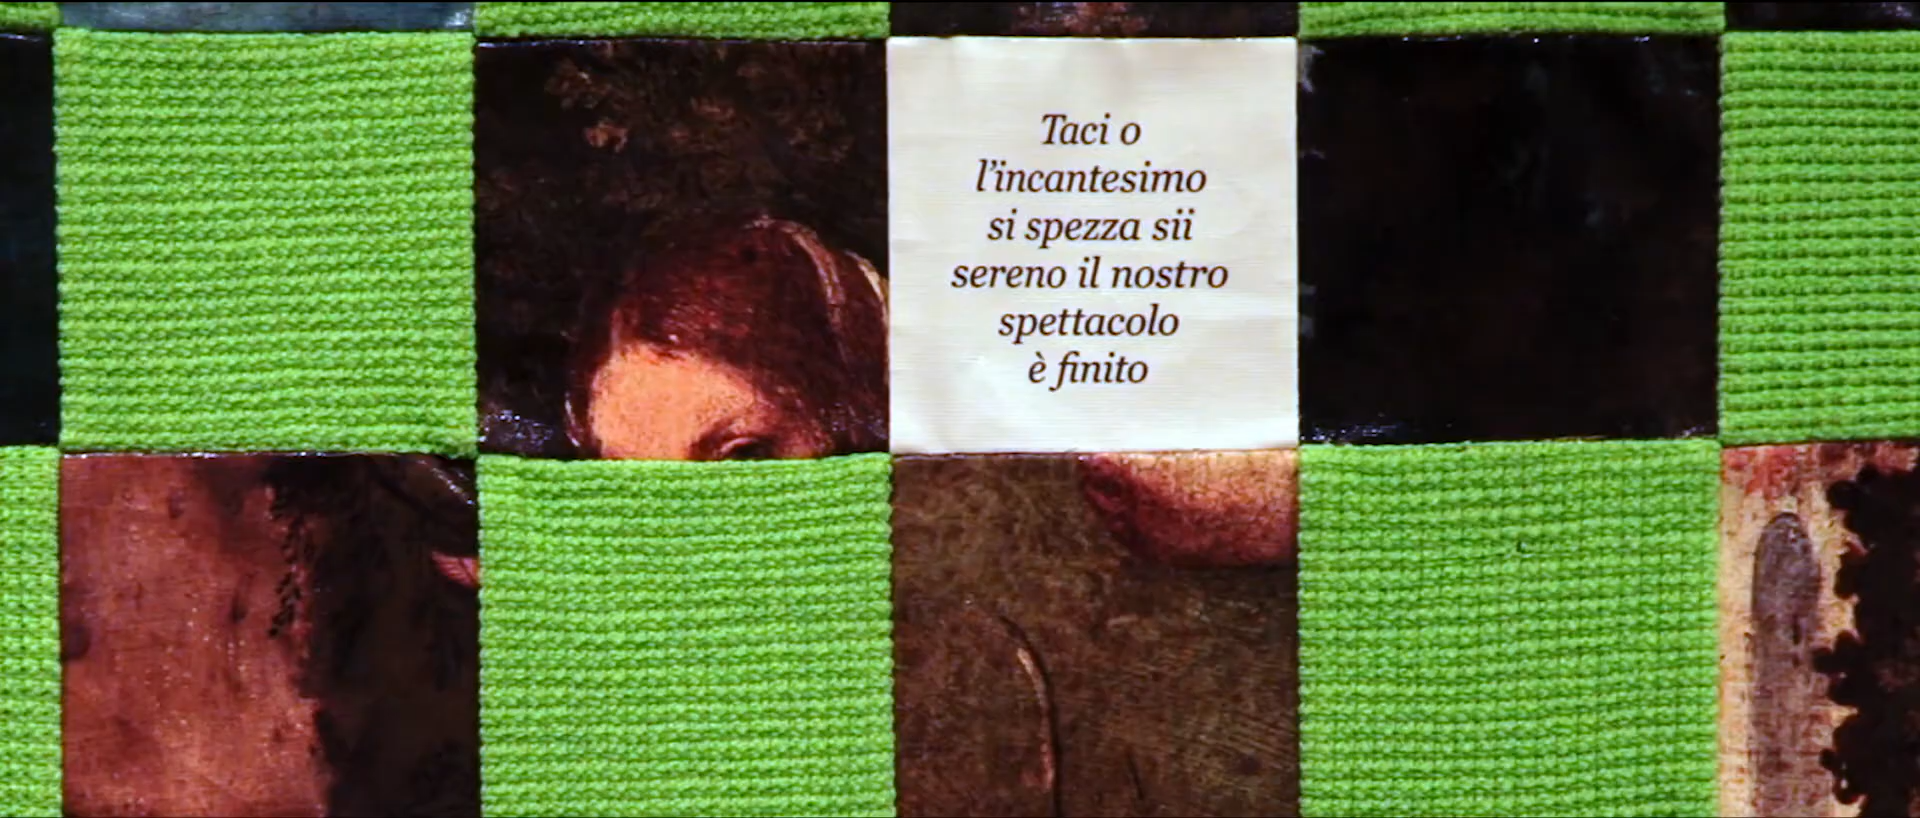 Taci o
l'incantesimo
si spezza sii
sereno il nostro
spettacolo
è finito